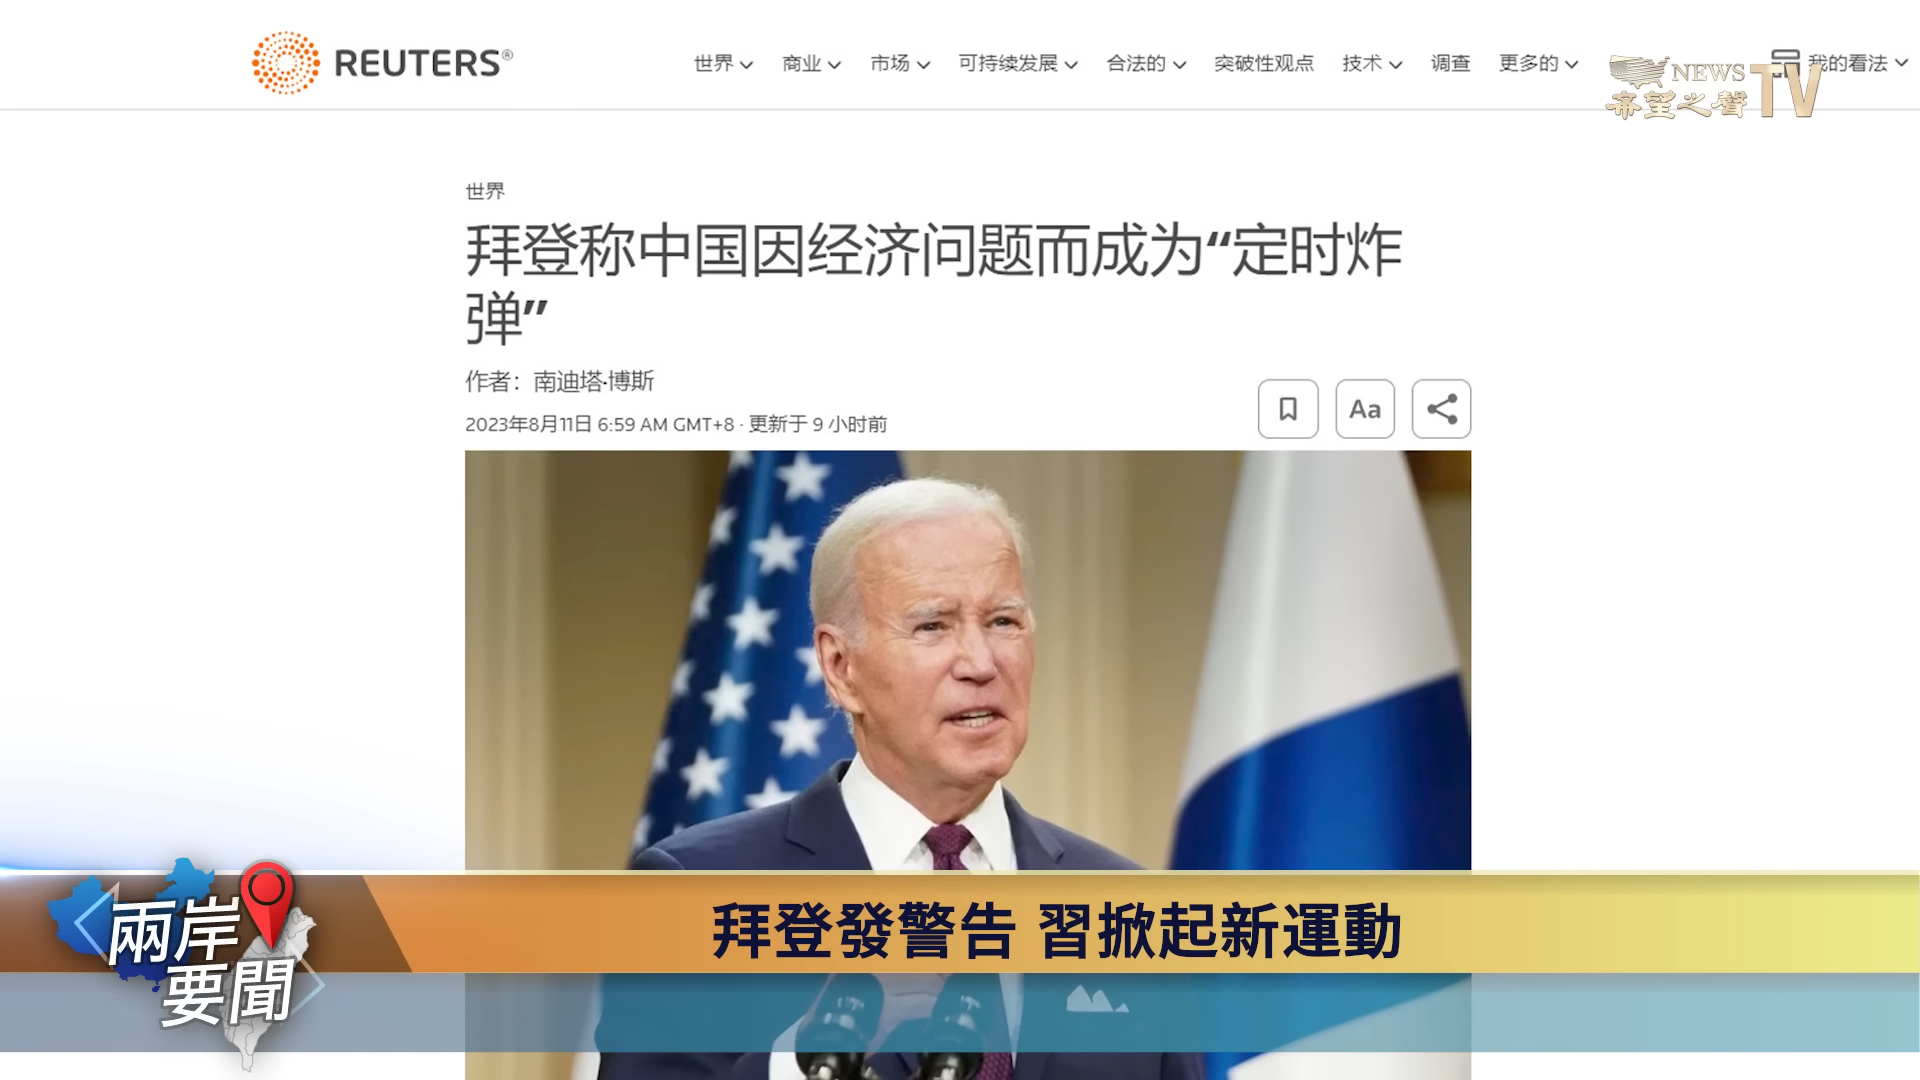 REUTERS®
世界 商业 市场 可持续发展 合法的 突破性观点 技术 调查 更多的 我的看法
NEWS
希望之聲 TV
世界
拜登称中国因经济问题而成为“定时炸
弹”
作者：南迪塔·博斯
2023年8月11日 6:59 AM GMT+8 · 更新于 9 小时前
Aa
拜登發警告 習掀起新運動
兩岸
要聞